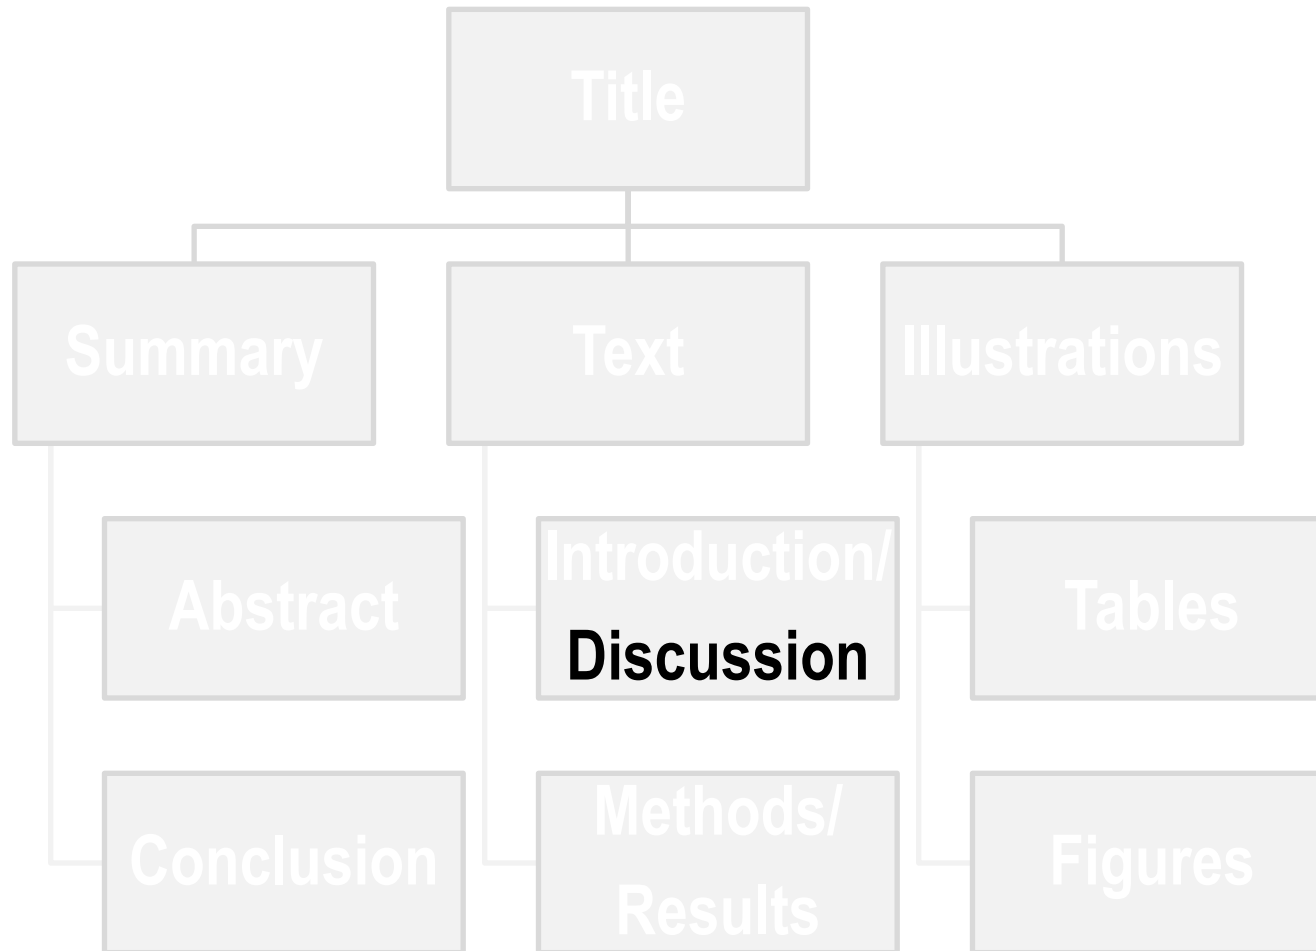 Title
Summary
Text
Illustrations
Abstract
Introduction/
Discussion
Tables
Conclusion
Methods/
Results
Figures